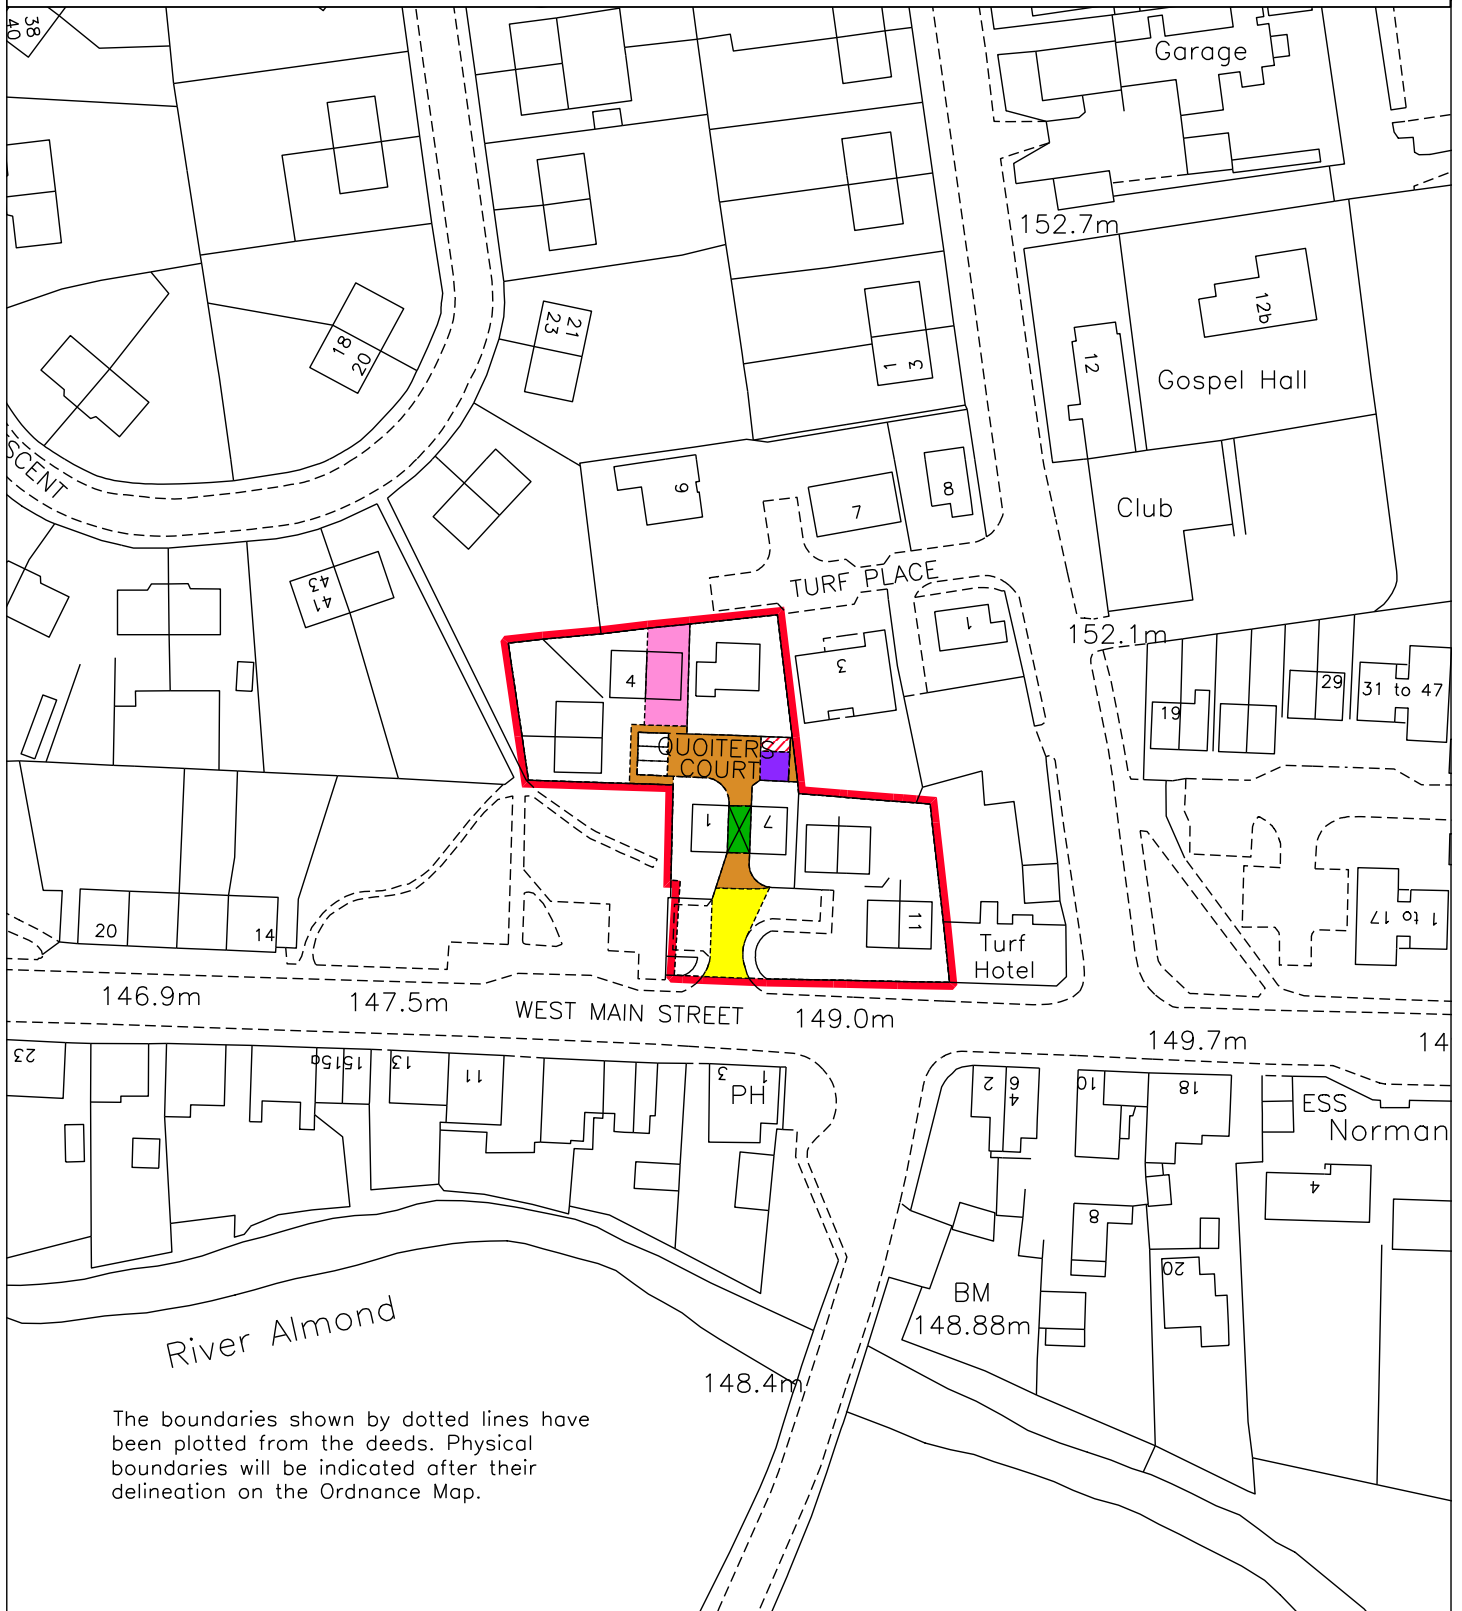 38
40
Garage
152.7m
12b
12
Gospel Hall
21
23
18
20
1
3
SCENT
9
7
8
Club
TURF PLACE
43
41
1
152.1m
3
4
29
31 to 47
19
QUOITERS
COURT
1
7
11
20
14
Turf
Hotel
1 to 17
146.9m
147.5m
WEST MAIN STREET
149.0m
149.7m
14
23
15a
15
15
13
11
3
1
PH
2
6
4
10
18
ESS
Norman
4
8
20
BM
148.88m
River Almond
148.4m
The boundaries shown by dotted lines have
been plotted from the deeds. Physical
boundaries will be indicated after their
delineation on the Ordnance Map.